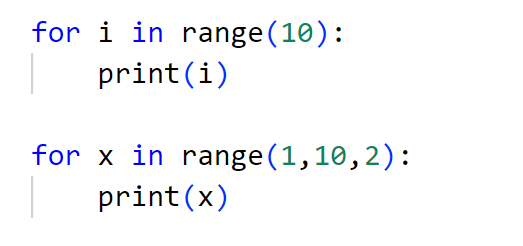 for i in range(10):
    print(i)

for x in range(1,10,2):
    print(x)